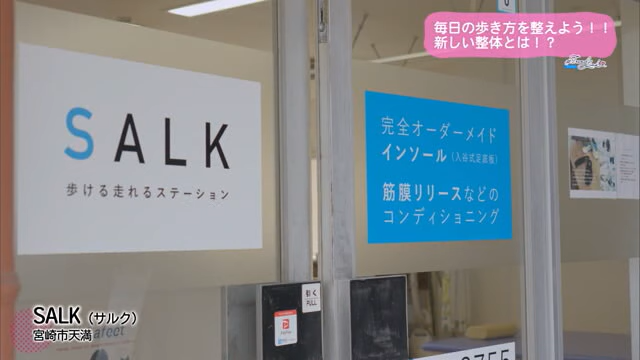 毎日の歩き方を整えよう！！
新しい整体とは！？
SALK
歩ける走れるステーション
完全オーダーメイド
インソール（入谷式足底板）
筋膜リリースなどの
コンディショニング
引く
PULL
SALK（サルク）
宮崎市天満
3755